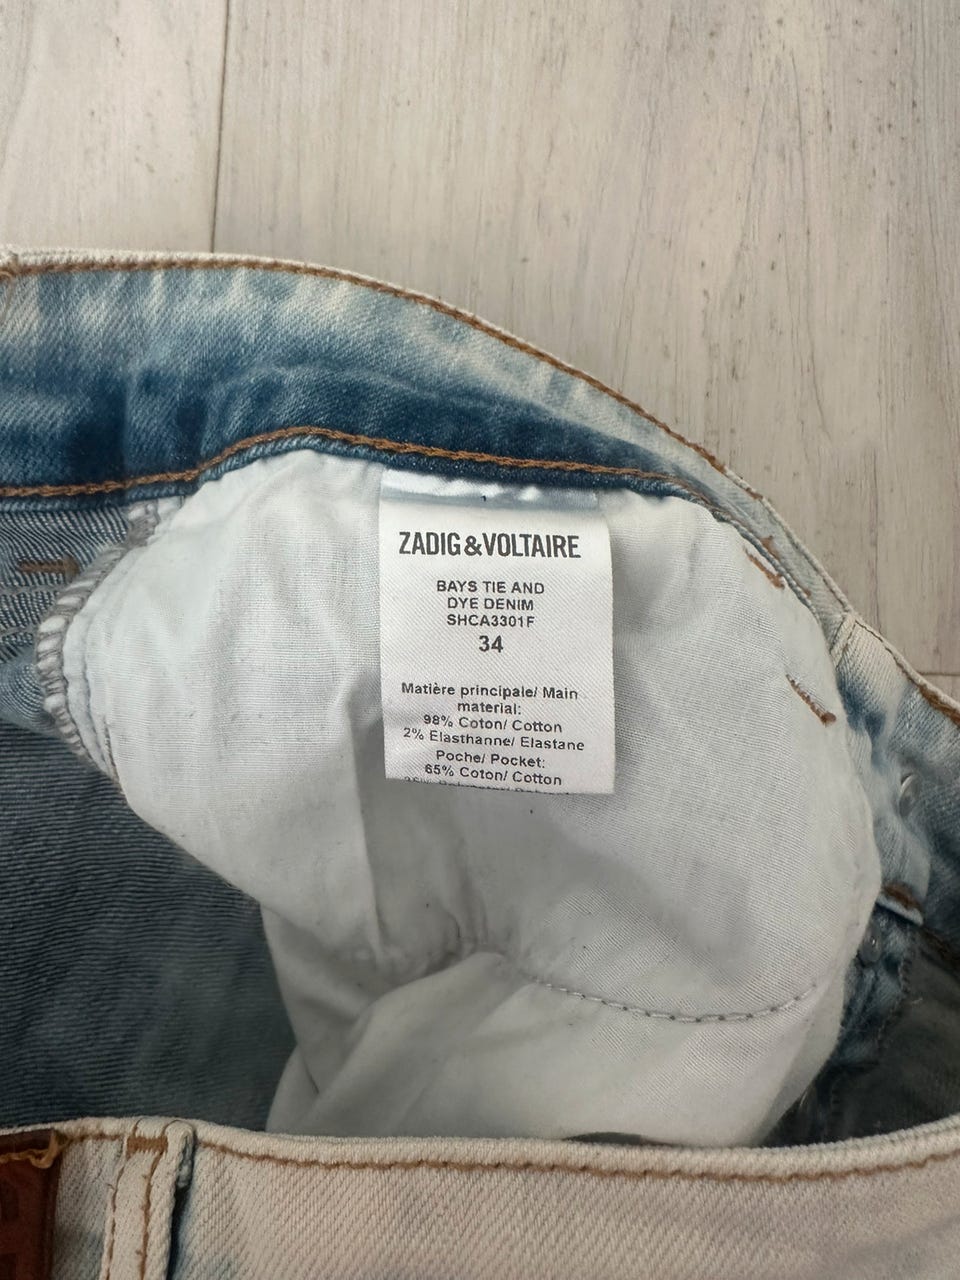 ZADIG&VOLTAIRE
BAYS TIE AND
DYE DENIM
SHCA3301F
34
Matière principale/ Main
material:
98% Coton/ Cotton
2% Elasthanne/ Elastane
Poche/ Pocket:
65% Coton/ Cotton